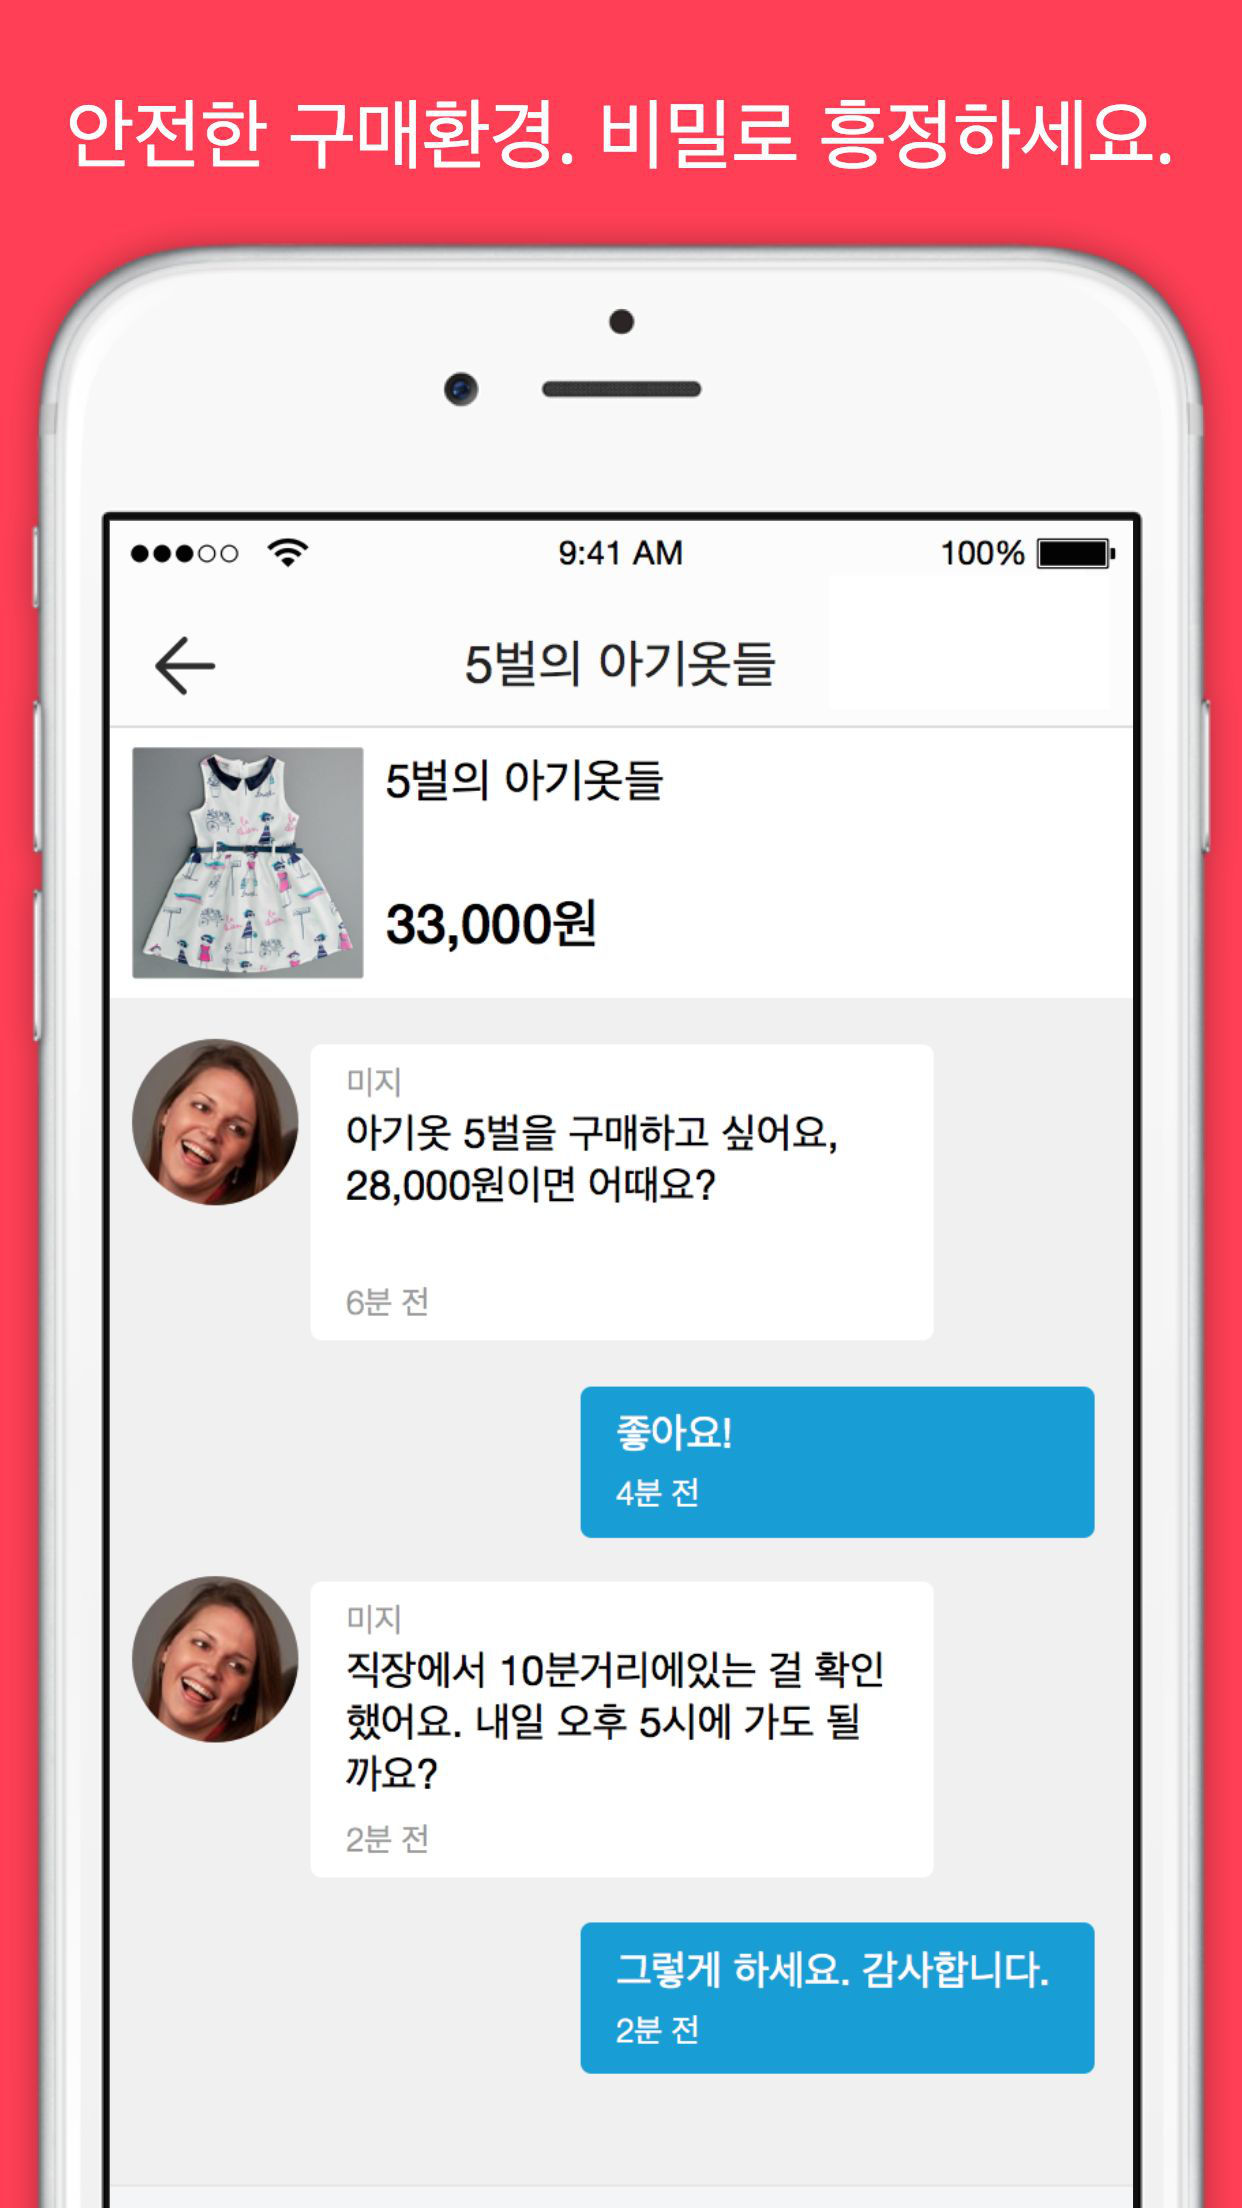 안전한 구매환경. 비밀로 흥정하세요.
9:41 AM
100%
5벌의 아기옷들
5벌의 아기옷들
33,000원
미지
아기옷 5벌을 구매하고 싶어요,
28,000원이면 어때요?
6분 전
좋아요!
4분 전
미지
직장에서 10분거리에있는 걸 확인
했어요. 내일 오후 5시에 가도 될
까요?
2분 전
그렇게 하세요. 감사합니다.
2분 전